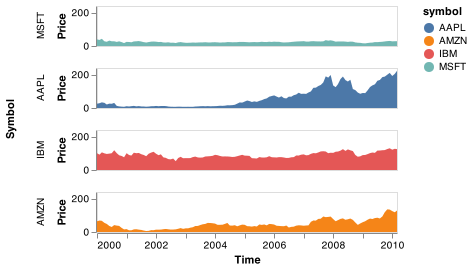 symbol
AAPL
AMZN
IBM
MSFT
Symbol
MSFT
Price
200
0
AAPL
Price
200
0
IBM
Price
200
0
AMZN
Price
200
0
2000 2002 2004 2006 2008 2010
Time